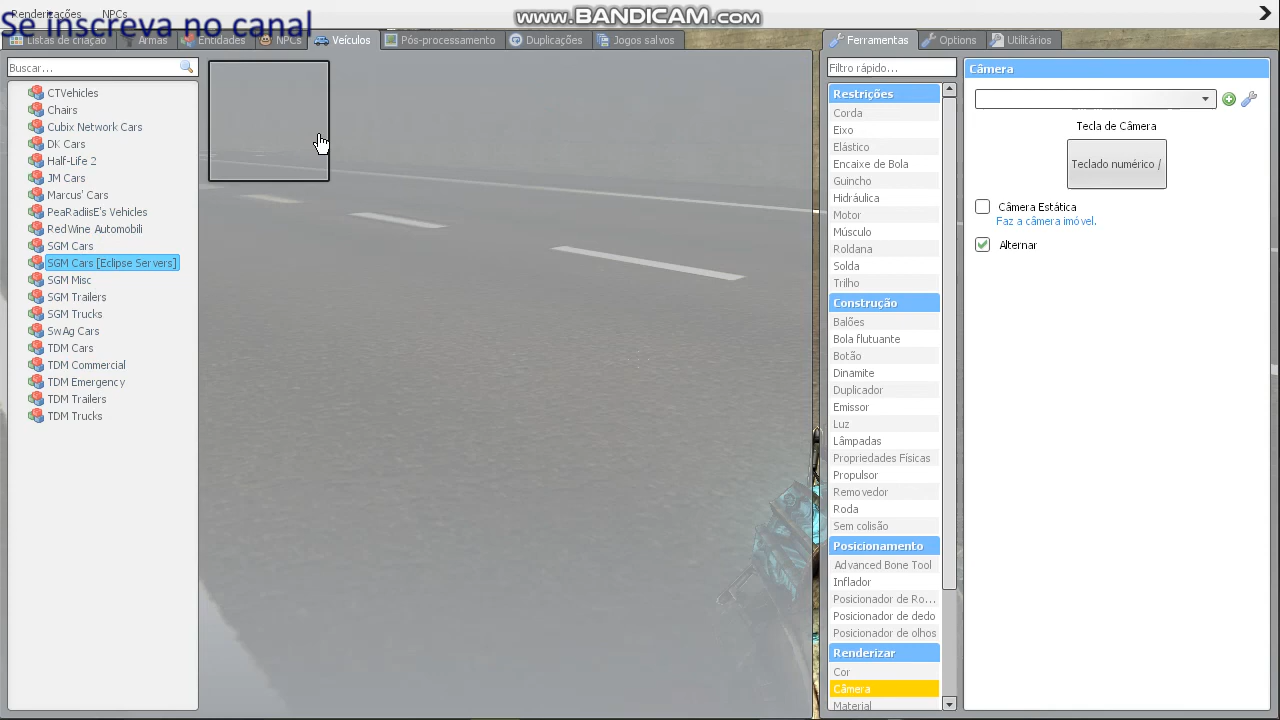 Renderizações NPCs
Se inscreva no canal
www.BANDICAM.com
Listas de criação Armas Entidades NPCs Veículos Pós-processamento Duplicações Jogos salvos
Ferramentas Options Utilitários
Buscar...
CTVehicles
Chairs
Cubix Network Cars
DK Cars
Half-Life 2
JM Cars
Marcus' Cars
PeaRadiisE's Vehicles
RedWine Automobili
SGM Cars
SGM Cars [Eclipse Servers]
SGM Misc
SGM Trailers
SGM Trucks
SwAg Cars
TDM Cars
TDM Commercial
TDM Emergency
TDM Trailers
TDM Trucks
Filtro rápido...
Restrições
Corda
Eixo
Elástico
Encaixe de Bola
Guincho
Hidráulica
Motor
Músculo
Roldana
Solda
Trilho
Construção
Balões
Bola flutuante
Botão
Dinamite
Duplicador
Emissor
Luz
Lâmpadas
Propriedades Físicas
Propulsor
Removedor
Roda
Sem colisão
Posicionamento
Advanced Bone Tool
Inflador
Posicionador de Ro...
Posicionador de dedo
Posicionador de olhos
Renderizar
Cor
Câmera
Material
Câmera
Tecla de Câmera
Teclado numérico /
Câmera Estática
Faz a câmera imóvel.
Alternar